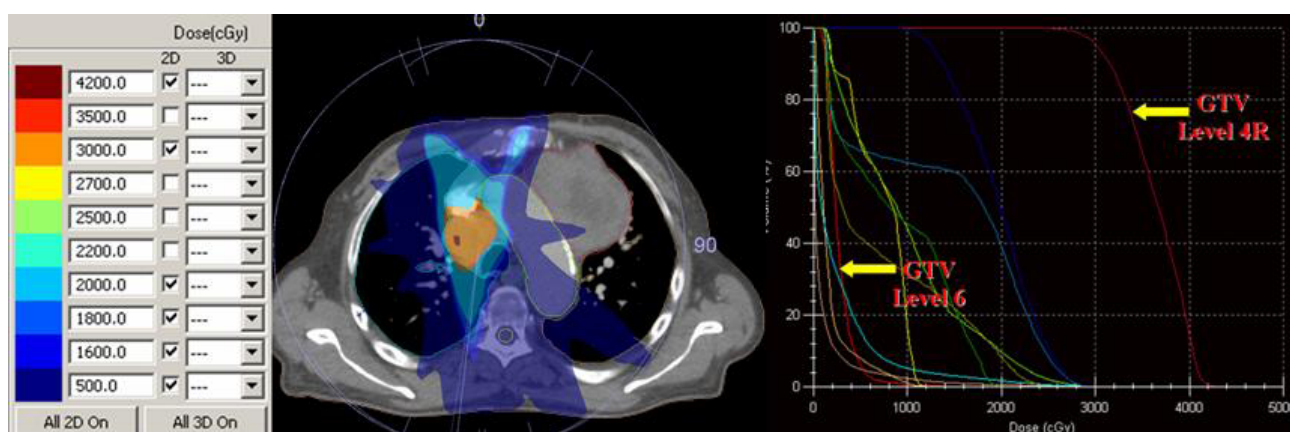 Dose(cGy)
2D 3D
4200.0 ---
3500.0 ---
3000.0 ---
2700.0 ---
2500.0 ---
2200.0 ---
2000.0 ---
1800.0 ---
1600.0 ---
500.0 ---
All 2D On All 3D On
0
90
100
80
60
40
20
0
GTV
Level 4R
GTV
Level 6
0 1000 2000 3000 4000 500
Dose (cGy)